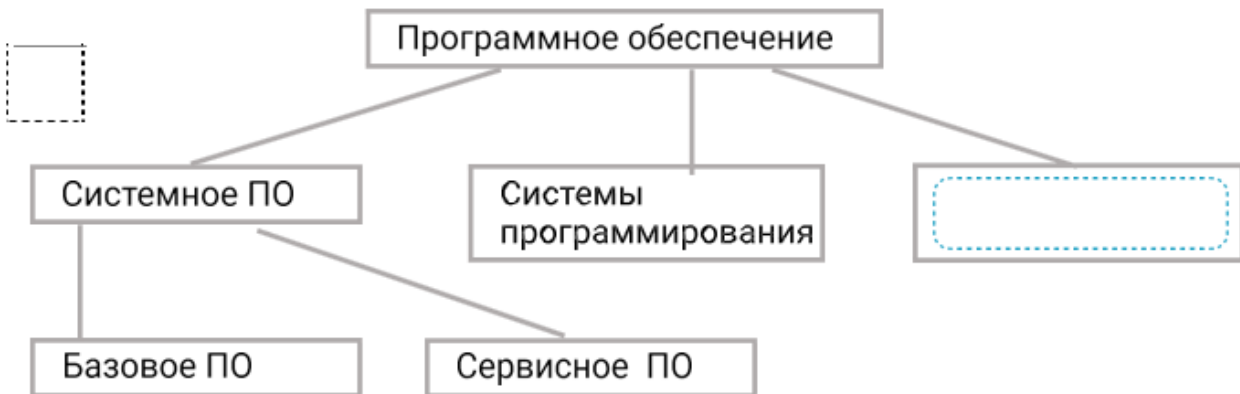 Программное обеспечение
Системное ПО
Системы
программирования
Базовое ПО
Сервисное ПО